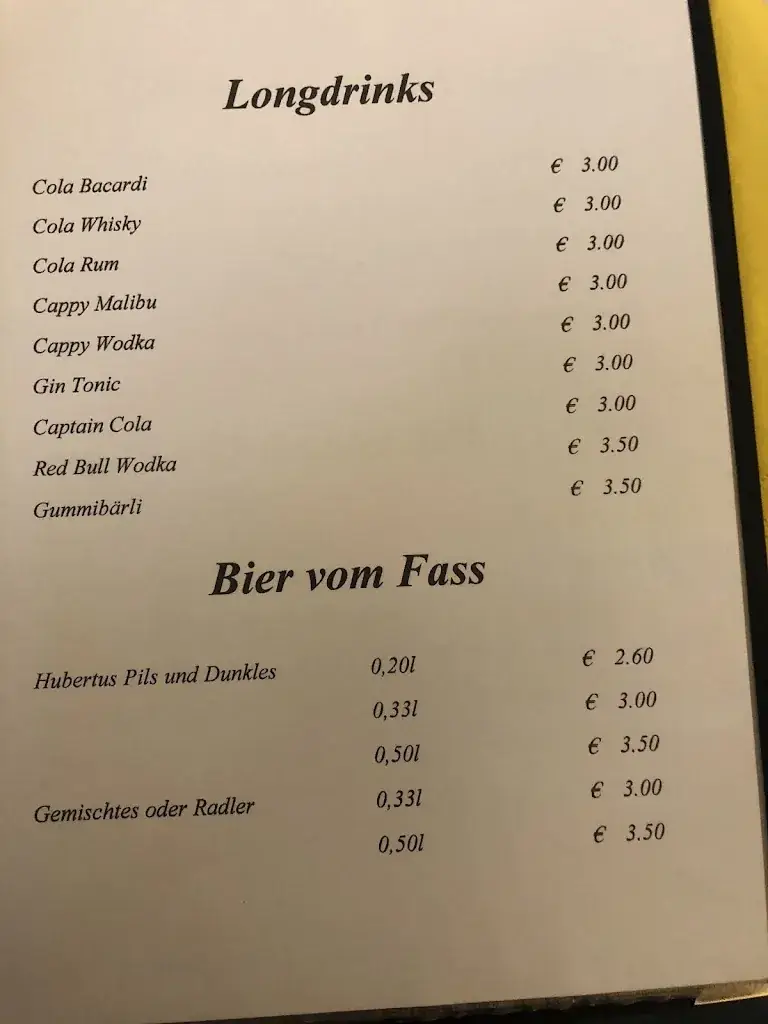 Longdrinks
Cola Bacardi € 3.00
Cola Whisky € 3.00
Cola Rum € 3.00
Cappy Malibu € 3.00
Cappy Wodka € 3.00
Gin Tonic € 3.00
Captain Cola € 3.00
Red Bull Wodka € 3.50
Gummibärli € 3.50
Bier vom Fass
Hubertus Pils und Dunkles 0,20l € 2.60
0,33l € 3.00
0,50l € 3.50
Gemischtes oder Radler 0,33l € 3.00
0,50l € 3.50